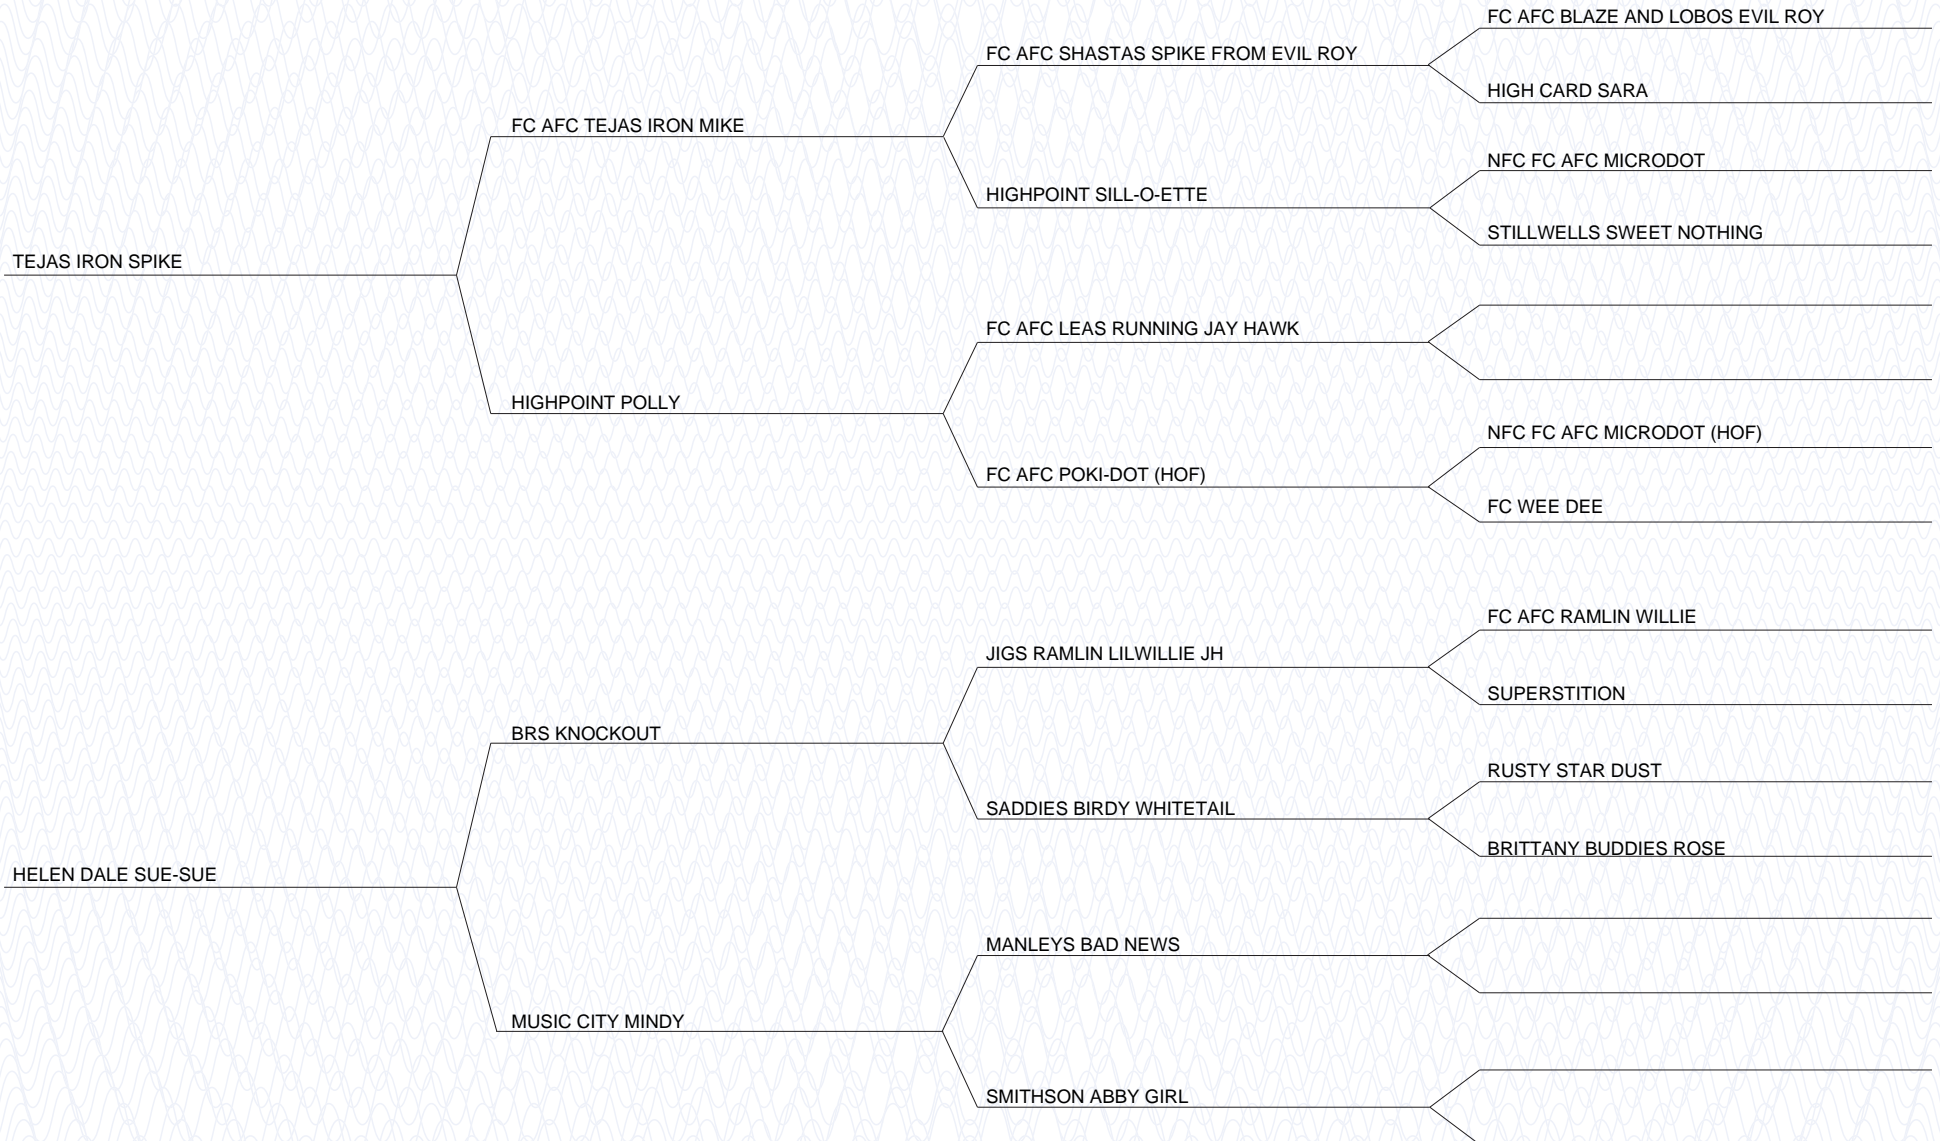 FC AFC BLAZE AND LOBOS EVIL ROY
FC AFC SHASTAS SPIKE FROM EVIL ROY
HIGH CARD SARA
FC AFC TEJAS IRON MIKE
NFC FC AFC MICRODOT
HIGHPOINT SILL-O-ETTE
STILLWELLS SWEET NOTHING
TEJAS IRON SPIKE
FC AFC LEAS RUNNING JAY HAWK
HIGHPOINT POLLY
NFC FC AFC MICRODOT (HOF)
FC AFC POKI-DOT (HOF)
FC WEE DEE
FC AFC RAMLIN WILLIE
JIGS RAMLIN LILWILLIE JH
SUPERSTITION
BRS KNOCKOUT
RUSTY STAR DUST
SADDIES BIRDY WHITETAIL
BRITTANY BUDDIES ROSE
HELEN DALE SUE-SUE
MANLEYS BAD NEWS
MUSIC CITY MINDY
SMITHSON ABBY GIRL